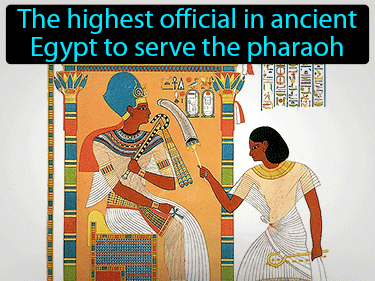 The highest official in ancient
Egypt to serve the pharaoh